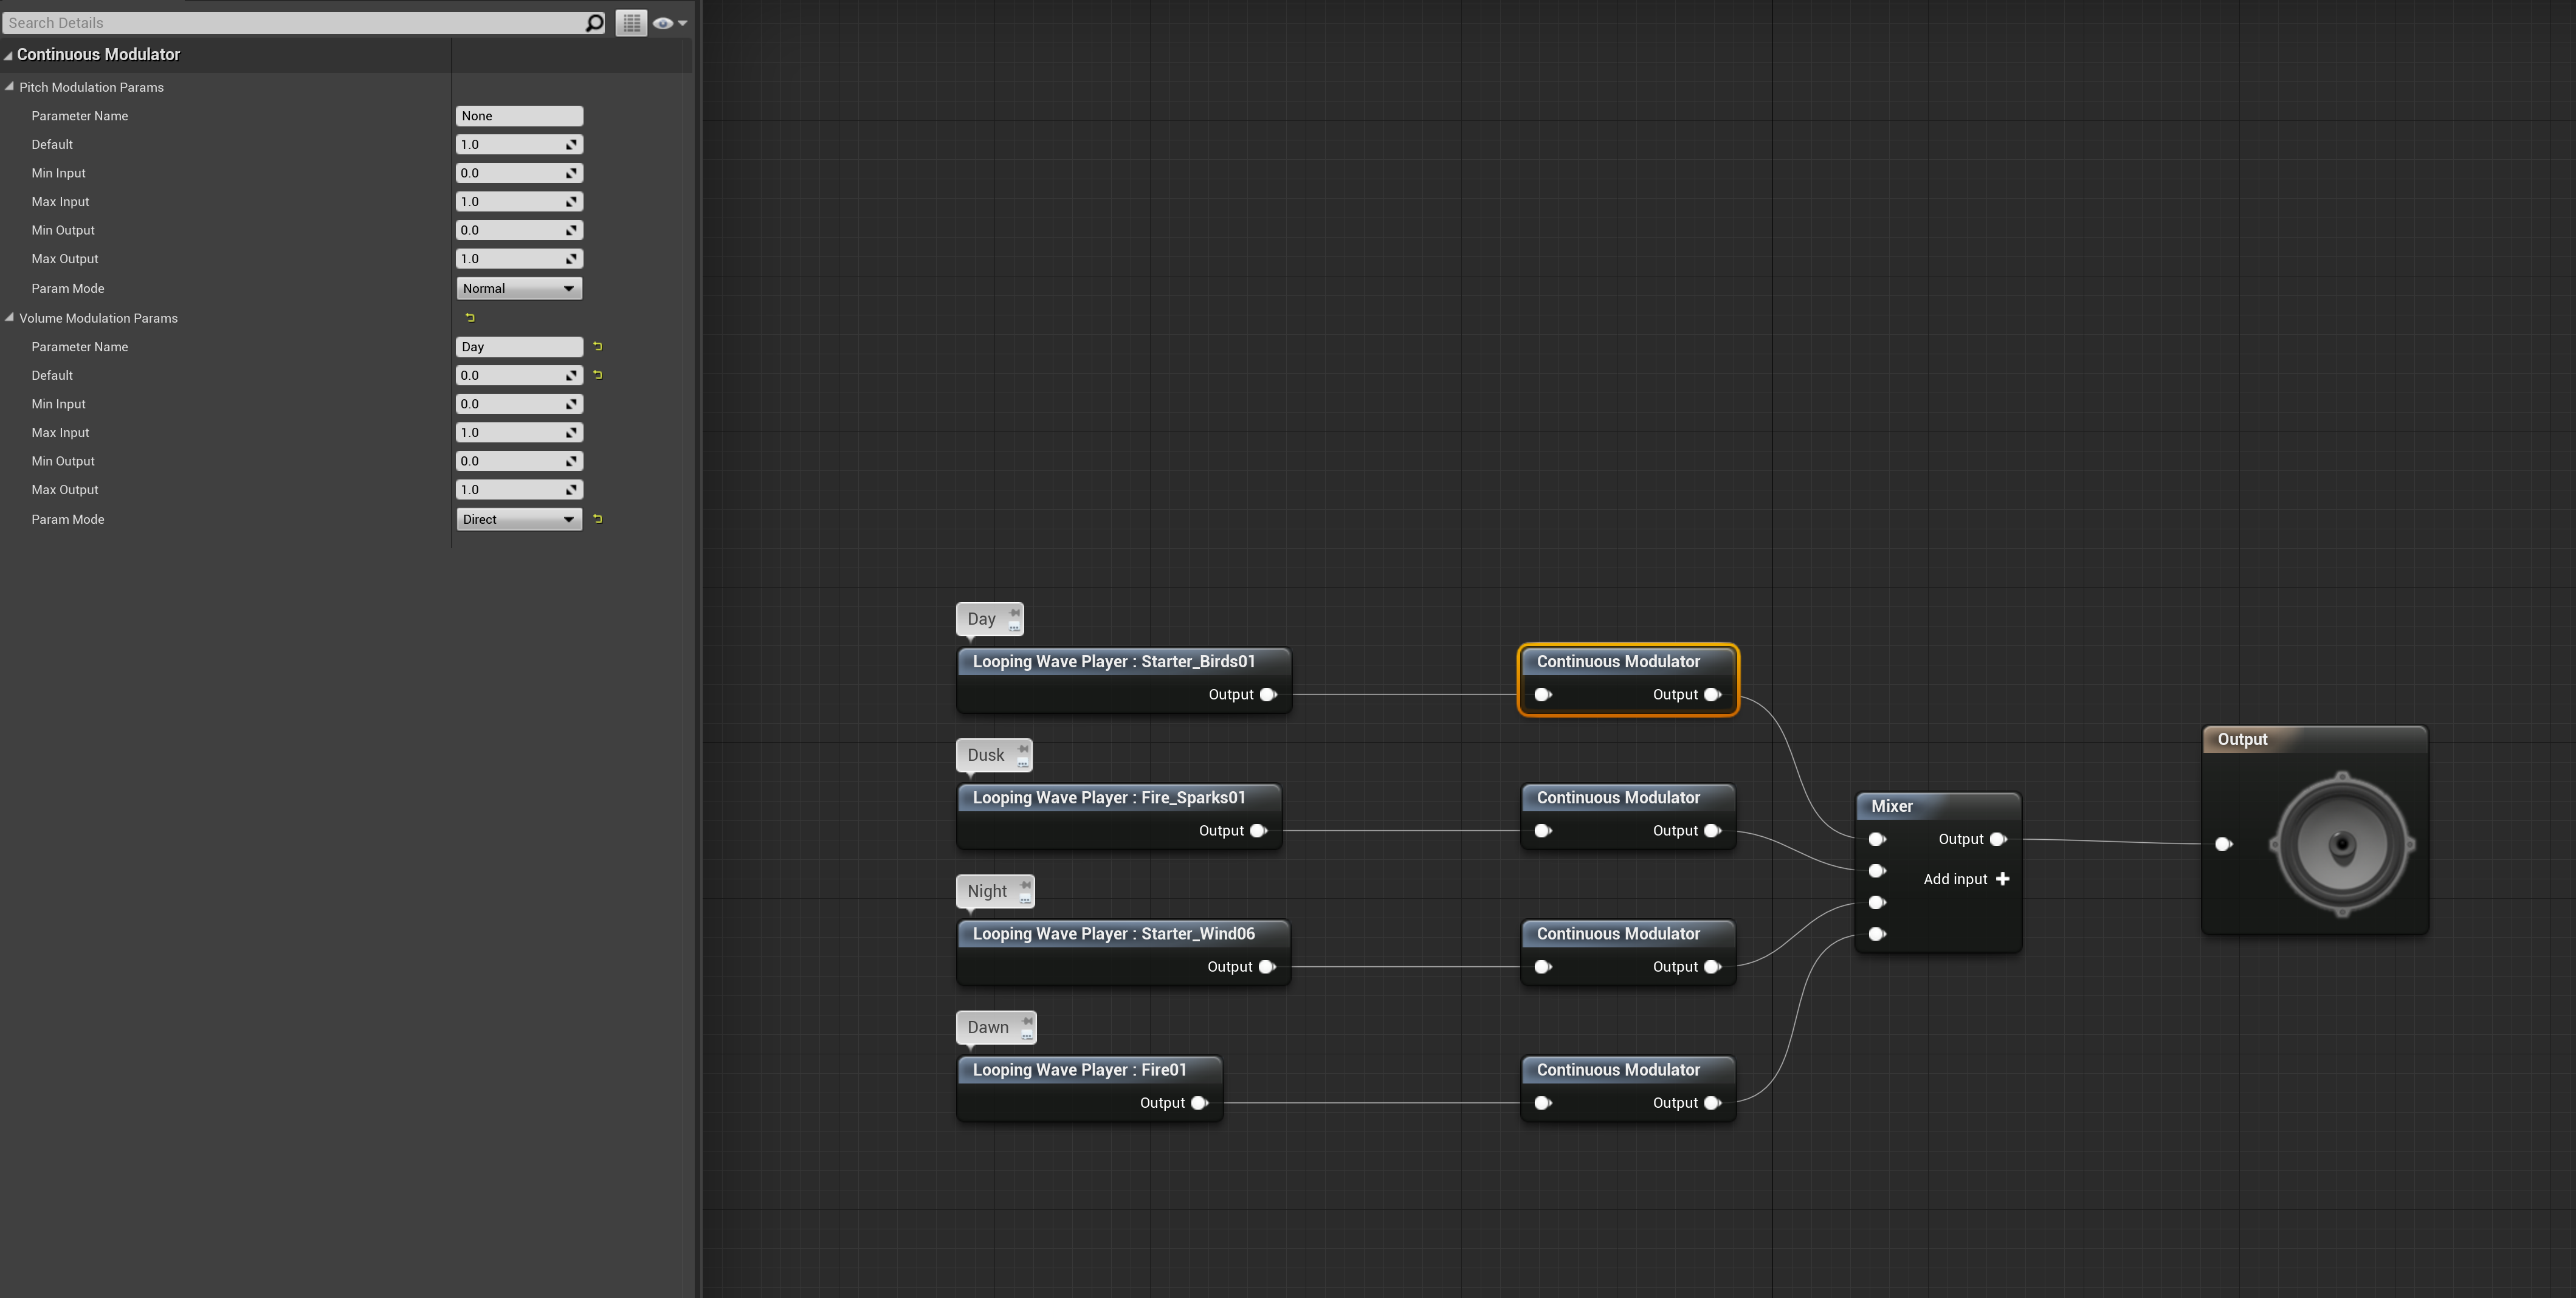 Search Details
Continuous Modulator
Pitch Modulation Params
Parameter Name None
Default 1.0
Min Input 0.0
Max Input 1.0
Min Output 0.0
Max Output 1.0
Param Mode Normal
Volume Modulation Params
Parameter Name Day
Default 0.0
Min Input 0.0
Max Input 1.0
Min Output 0.0
Max Output 1.0
Param Mode Direct
Day
Looping Wave Player : Starter_Birds01
Output
Continuous Modulator
Output
Dusk
Looping Wave Player : Fire_Sparks01
Output
Continuous Modulator
Output
Night
Looping Wave Player : Starter_Wind06
Output
Continuous Modulator
Output
Dawn
Looping Wave Player : Fire01
Output
Continuous Modulator
Output
Mixer
Output
Add input
Output